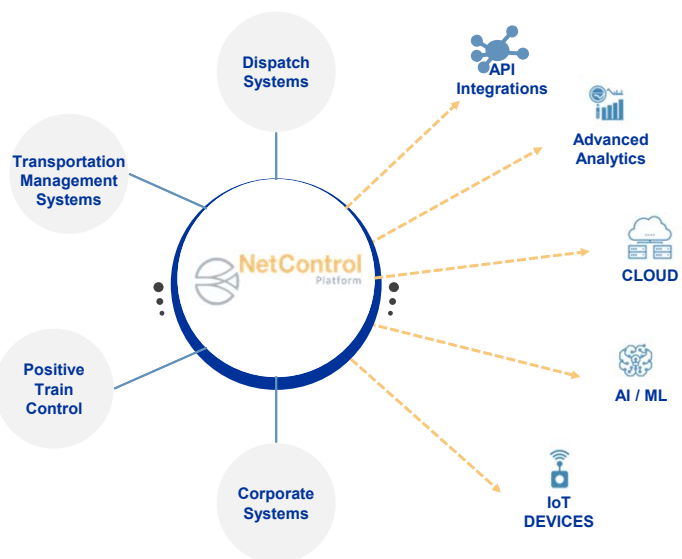 Dispatch
Systems
API
Integrations
Advanced
Analytics
Transportation
Management
Systems
NetControl
Platform
CLOUD
Positive
Train
Control
AI / ML
Corporate
Systems
IoT
DEVICES